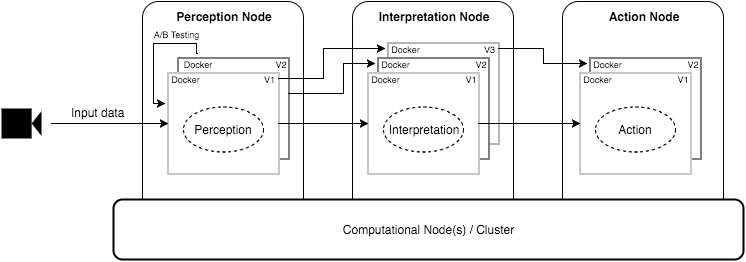 Perception Node
Interpretation Node
Action Node
A/B Testing
Docker V3
Docker V2
Docker V2
Docker V2
Docker V1
Docker V1
Docker V1
Input data
Perception
Interpretation
Action
Computational Node(s) / Cluster